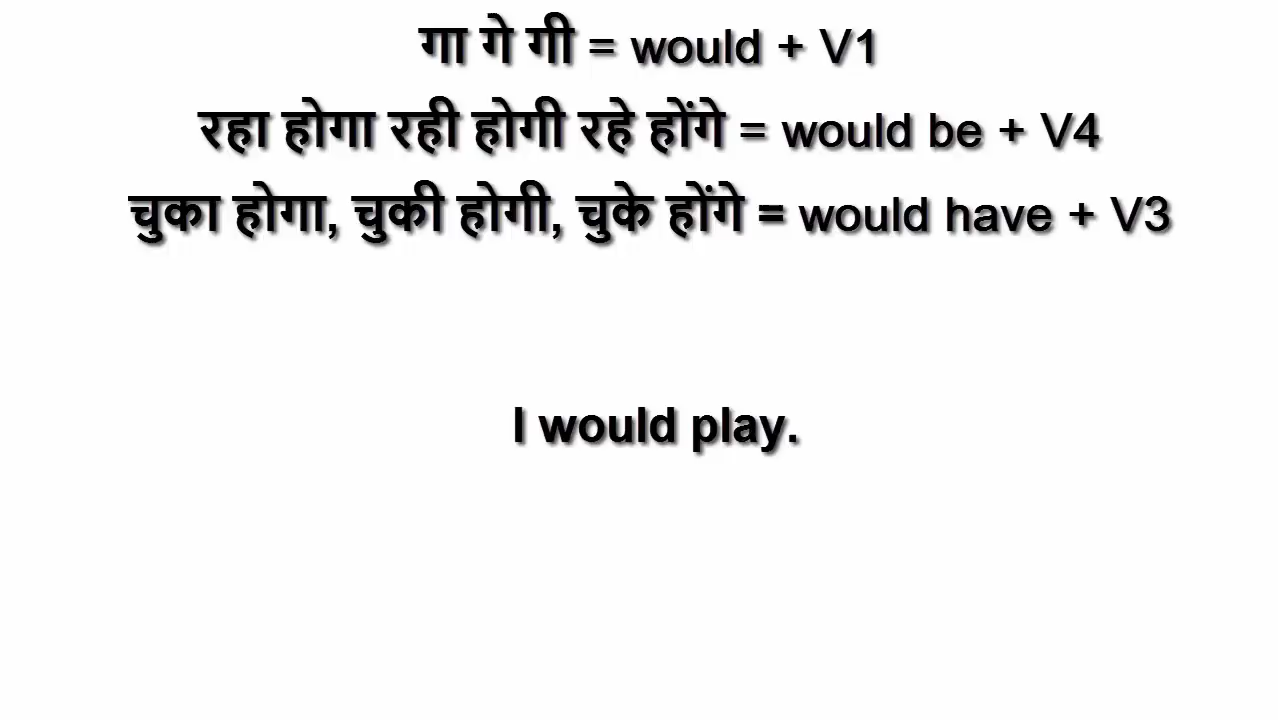 गा गे गी = would + V1
रहा होगा रही होगी रहे होंगे = would be + V4
चुका होगा, चुकी होगी, चुके होंगे = would have + V3
I would play.